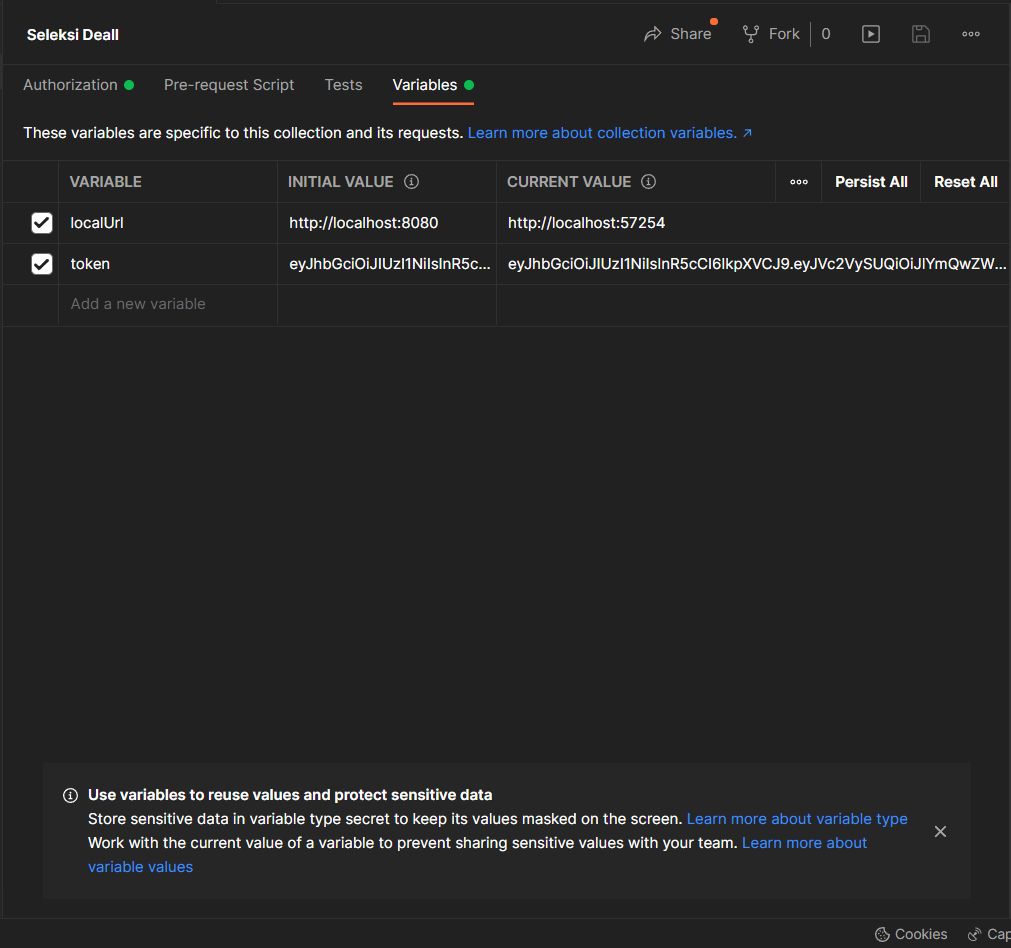 Seleksi Deall
Share Fork 0
Authorization Pre-request Script Tests Variables
These variables are specific to this collection and its requests. Learn more about collection variables. ↗
VARIABLE INITIAL VALUE CURRENT VALUE Persist All Reset All
localUrl http://localhost:8080 http://localhost:57254
token eyJhbGciOiJIUzI1NiIsInR5c... eyJhbGciOiJIUzI1NiIsInR5cCI6IkpXVCJ9.eyJVc2VySUQiOiJlYmQwZW...
Add a new variable
Use variables to reuse values and protect sensitive data
Store sensitive data in variable type secret to keep its values masked on the screen. Learn more about variable type
Work with the current value of a variable to prevent sharing sensitive values with your team. Learn more about
variable values
Cookies Cap